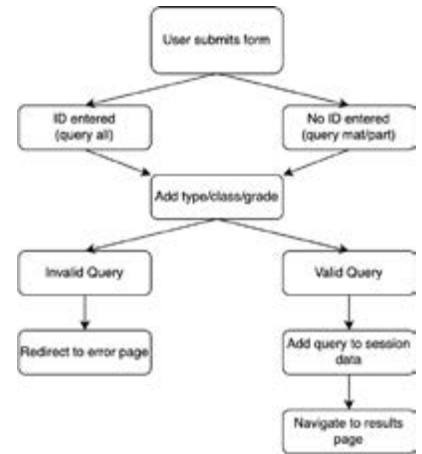 User submits form
ID entered
(query all)
No ID entered
(query mat/part)
Add type/class/grade
Invalid Query
Valid Query
Redirect to error page
Add query to session
data
Navigate to results
page